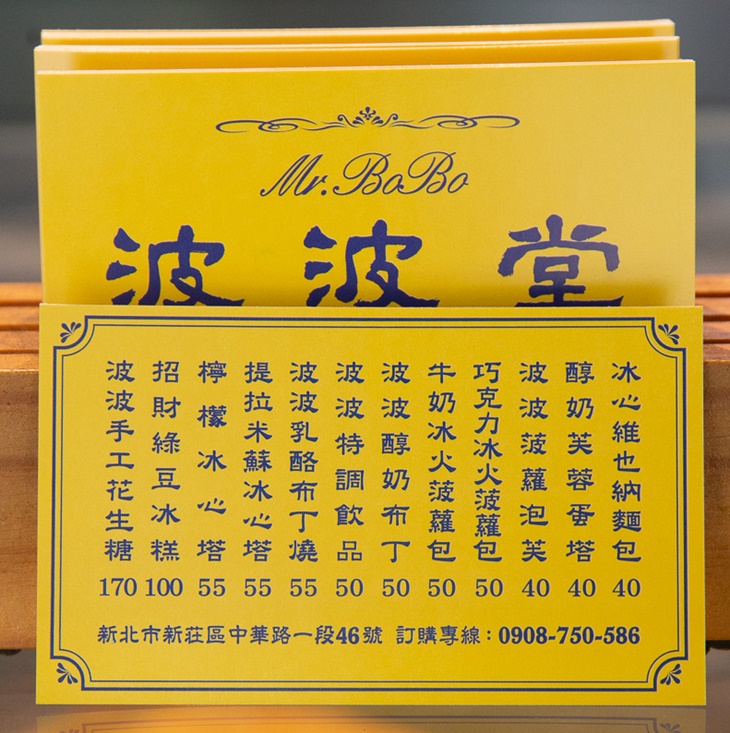 Mr. BoBo
波波堂
冰心維也納麵包 40
醇奶芙蓉蛋塔 40
波波菠蘿泡芙 40
巧克力冰火菠蘿包 50
牛奶冰火菠蘿包 50
波波醇奶布丁 50
波波特調飲品 50
波波乳酪布丁燒 55
提拉米蘇冰心塔 55
檸檬冰心塔 55
招財綠豆冰糕 100
波波手工花生糖 170
新北市新莊區中華路一段46號 訂購專線：0908-750-586